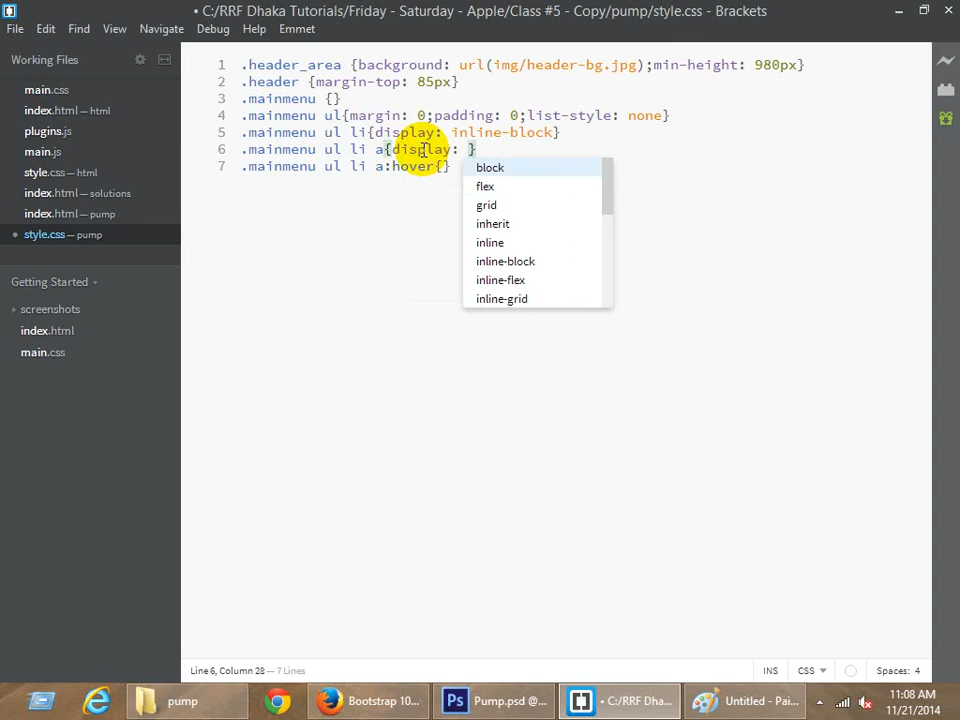 • C:/RRF Dhaka Tutorials/Friday - Saturday - Apple/Class #5 - Copy/pump/style.css - Brackets
File Edit Find View Navigate Debug Help Emmet
Working Files
main.css
index.html — html
plugins.js
main.js
style.css — html
index.html — solutions
index.html — pump
• style.css — pump
Getting Started
screenshots
index.html
main.css
1 .header_area {background: url(img/header-bg.jpg);min-height: 980px}
2 .header {margin-top: 85px}
3 .mainmenu {}
4 .mainmenu ul{margin: 0;padding: 0;list-style: none}
5 .mainmenu ul li{display: inline-block}
6 .mainmenu ul li a{display: }
7 .mainmenu ul li a:hover{}
block
flex
grid
inherit
inline
inline-block
inline-flex
inline-grid
Line 6, Column 28 — 7 Lines
INS CSS Spaces: 4
pump
Bootstrap 10...
Pump.psd @...
• C:/RRF Dha...
Untitled - Pai...
11:08 AM
11/21/2014